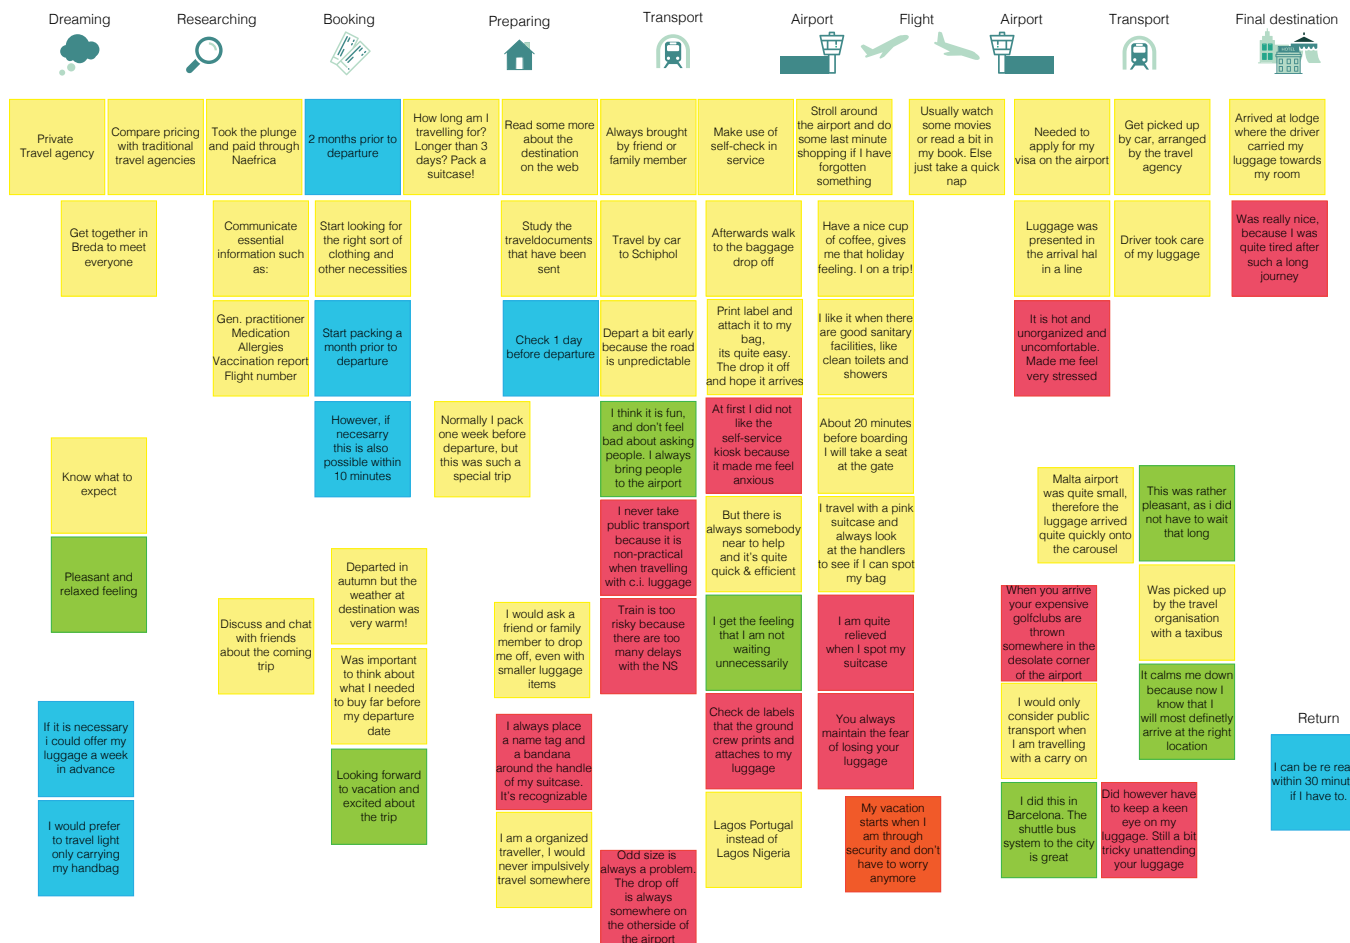 Dreaming
Researching
Booking
Preparing
Transport
Airport
Flight
Airport
Transport
Final destination
HOTEL
Private
Travel agency
Compare pricing
with traditional
travel agencies
Took the plunge
and paid through
Naefrica
2 months prior to
departure
How long am I
travelling for?
Longer than 3
days? Pack a
suitcase!
Read some more
about the
destination
on the web
Always brought
by friend or
family member
Make use of
self-check in
service
Stroll around
the airport and do
some last minute
shopping if I have
forgotten
something
Usually watch
some movies
or read a bit in
my book. Else
just take a quick
nap
Needed to
apply for my
visa on the airport
Get picked up
by car, arranged
by the travel
agency
Arrived at lodge
where the driver
carried my
luggage towards
my room
Get together in
Breda to meet
everyone
Communicate
essential
information such
as:
Start looking for
the right sort of
clothing and
other necessities
Study the
traveldocuments
that have been
sent
Travel by car
to Schiphol
Afterwards walk
to the baggage
drop off
Have a nice cup
of coffee, gives
me that holiday
feeling. I on a trip!
Luggage was
presented in
the arrival hal
in a line
Driver took care
of my luggage
Was really nice,
because I was
quite tired after
such a long
journey
Gen. practitioner
Medication
Allergies
Vaccination report
Flight number
Start packing a
month prior to
departure
Check 1 day
before departure
Depart a bit early
because the road
is unpredictable
Print label and
attach it to my
bag,
its quite easy.
The drop it off
and hope it arrives
I like it when there
are good sanitary
facilities, like
clean toilets and
showers
It is hot and
unorganized and
uncomfortable.
Made me feel
very stressed
However, if
necesarry
this is also
possible within
10 minutes
Normally I pack
one week before
departure, but
this was such a
special trip
I think it is fun,
and don't feel
bad about asking
people. I always
bring people
to the airport
At first I did not
like the
self-service
kiosk because
it made me feel
anxious
About 20 minutes
before boarding
I will take a seat
at the gate
Know what to
expect
Malta airport
was quite small,
therefore the
luggage arrived
quite quickly onto
the carousel
This was rather
pleasant, as i did
not have to wait
that long
I never take
public transport
because it is
non-practical
when travelling
with c.i. luggage
But there is
always somebody
near to help
and it's quite
quick & efficient
I travel with a pink
suitcase and
always look
at the handlers
to see if I can spot
my bag
Pleasant and
relaxed feeling
Departed in
autumn but the
weather at
destination was
very warm!
Was picked up
by the travel
organisation
with a taxibus
When you arrive
your expensive
golfclubs are
thrown
somewhere in the
desolate corner
of the airport
Discuss and chat
with friends
about the coming
trip
I would ask a
friend or family
member to drop
me off, even with
smaller luggage
items
Train is too
risky because
there are too
many delays
with the NS
I get the feeling
that I am not
waiting
unnecessarily
I am quite
relieved
when I spot my
suitcase
Was important
to think about
what I needed
to buy far before
my departure
date
It calms me down
because now I
know that I
will most definetly
arrive at the right
location
If it is necessary
i could offer my
luggage a week
in advance
I always place
a name tag and
a bandana
around the handle
of my suitcase.
It's recognizable
Check de labels
that the ground
crew prints and
attaches to my
luggage
You always
maintain the fear
of losing your
luggage
I would only
consider public
transport when
I am travelling
with a carry on
Return
I can be re rea
within 30 minut
if I have to.
Looking forward
to vacation and
excited about
the trip
I would prefer
to travel light
only carrying
my handbag
I am a organized
traveller, I would
never impulsively
travel somewhere
Odd size is
always a problem.
The drop off
is always
somewhere on
the otherside of
the airport
Lagos Portugal
instead of
Lagos Nigeria
My vacation
starts when I
am through
security and don't
have to worry
anymore
I did this in
Barcelona. The
shuttle bus
system to the city
is great
Did however have
to keep a keen
eye on my
luggage. Still a bit
tricky unattending
your luggage